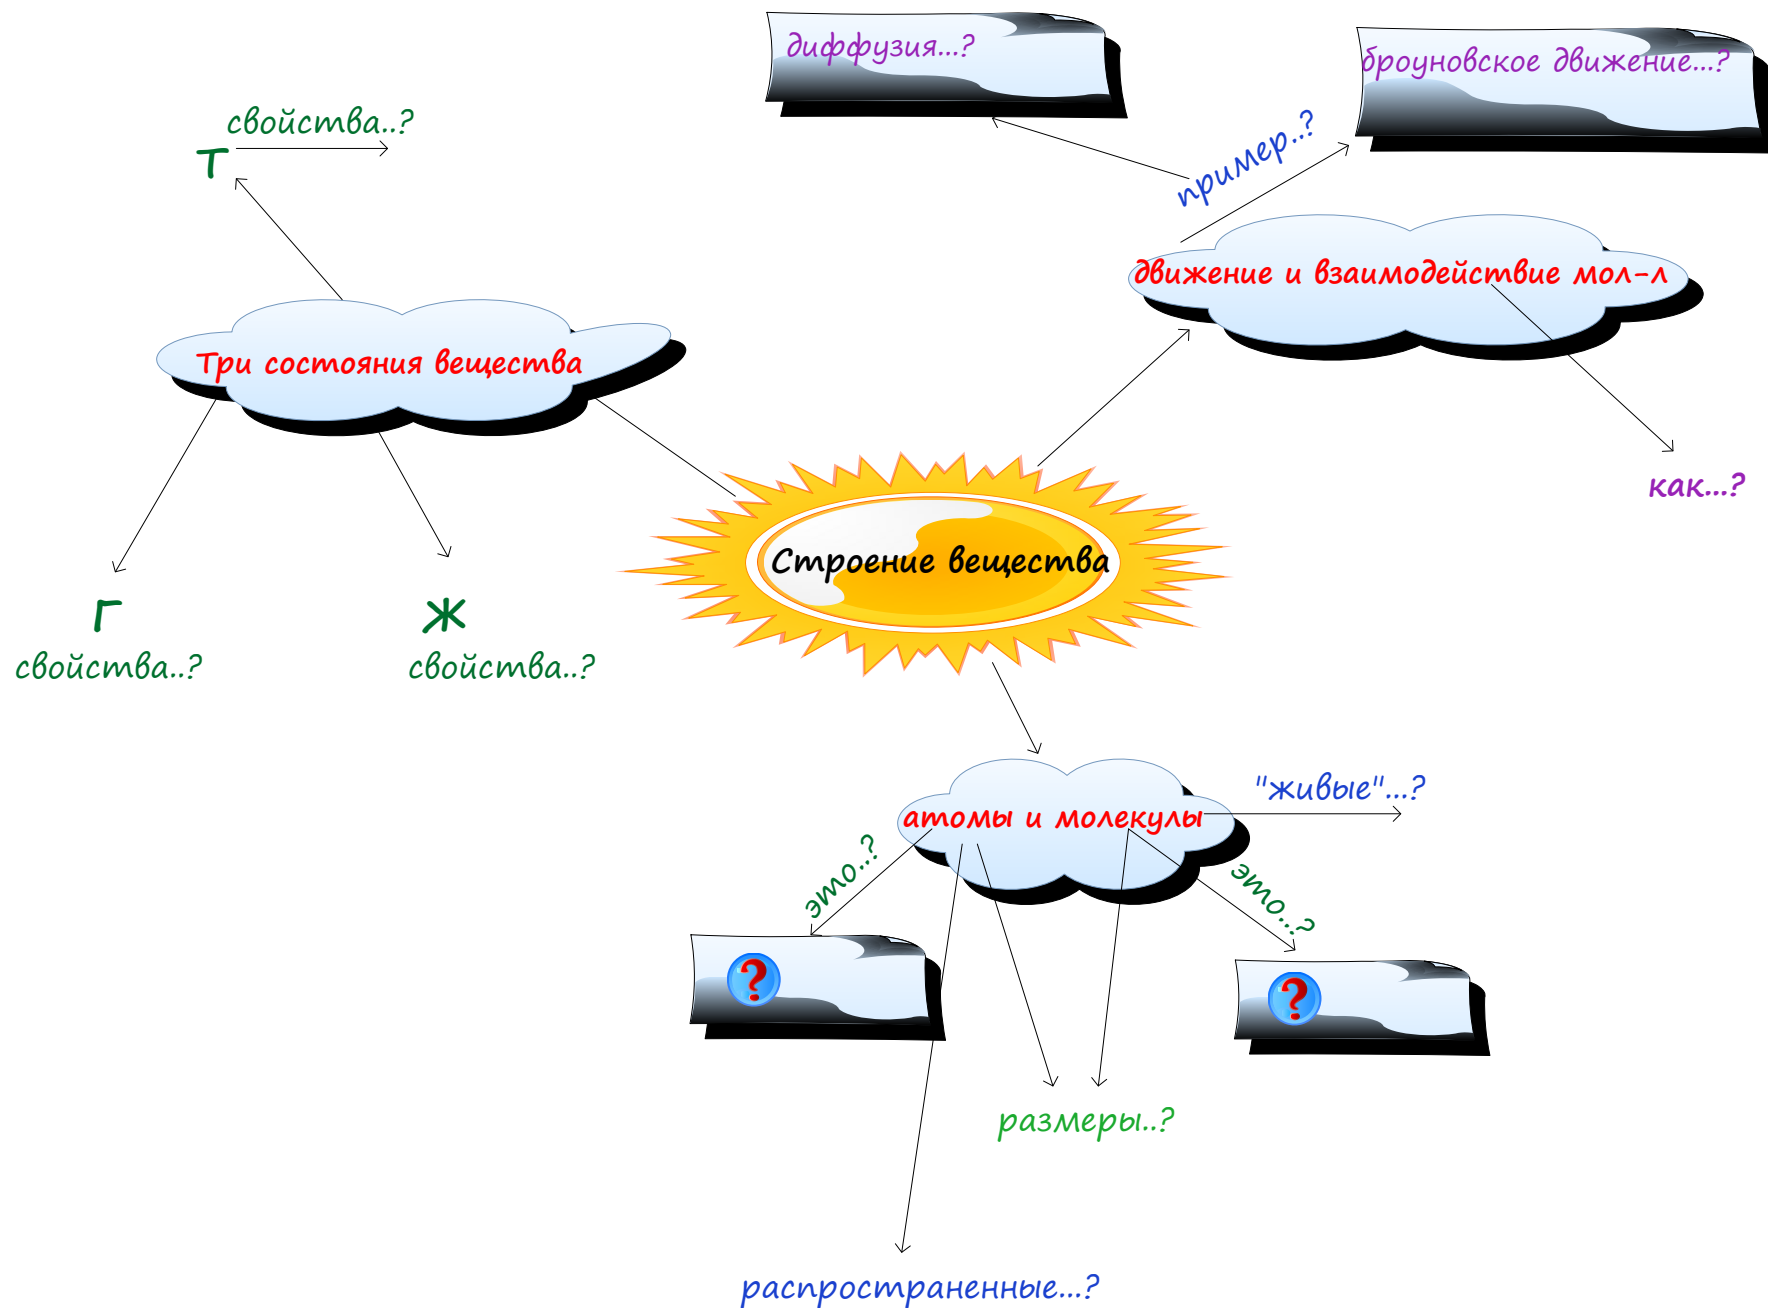 диффузия...?
броуновское движение...?
свойства..?
Т
пример..?
движение и взаимодействие мол-л
Три состояния вещества
как...?
Строение вещества
Г
свойства..?
Ж
свойства..?
"живые"...?
атомы и молекулы
это..?
это...?
?
?
размеры..?
распространенные...?